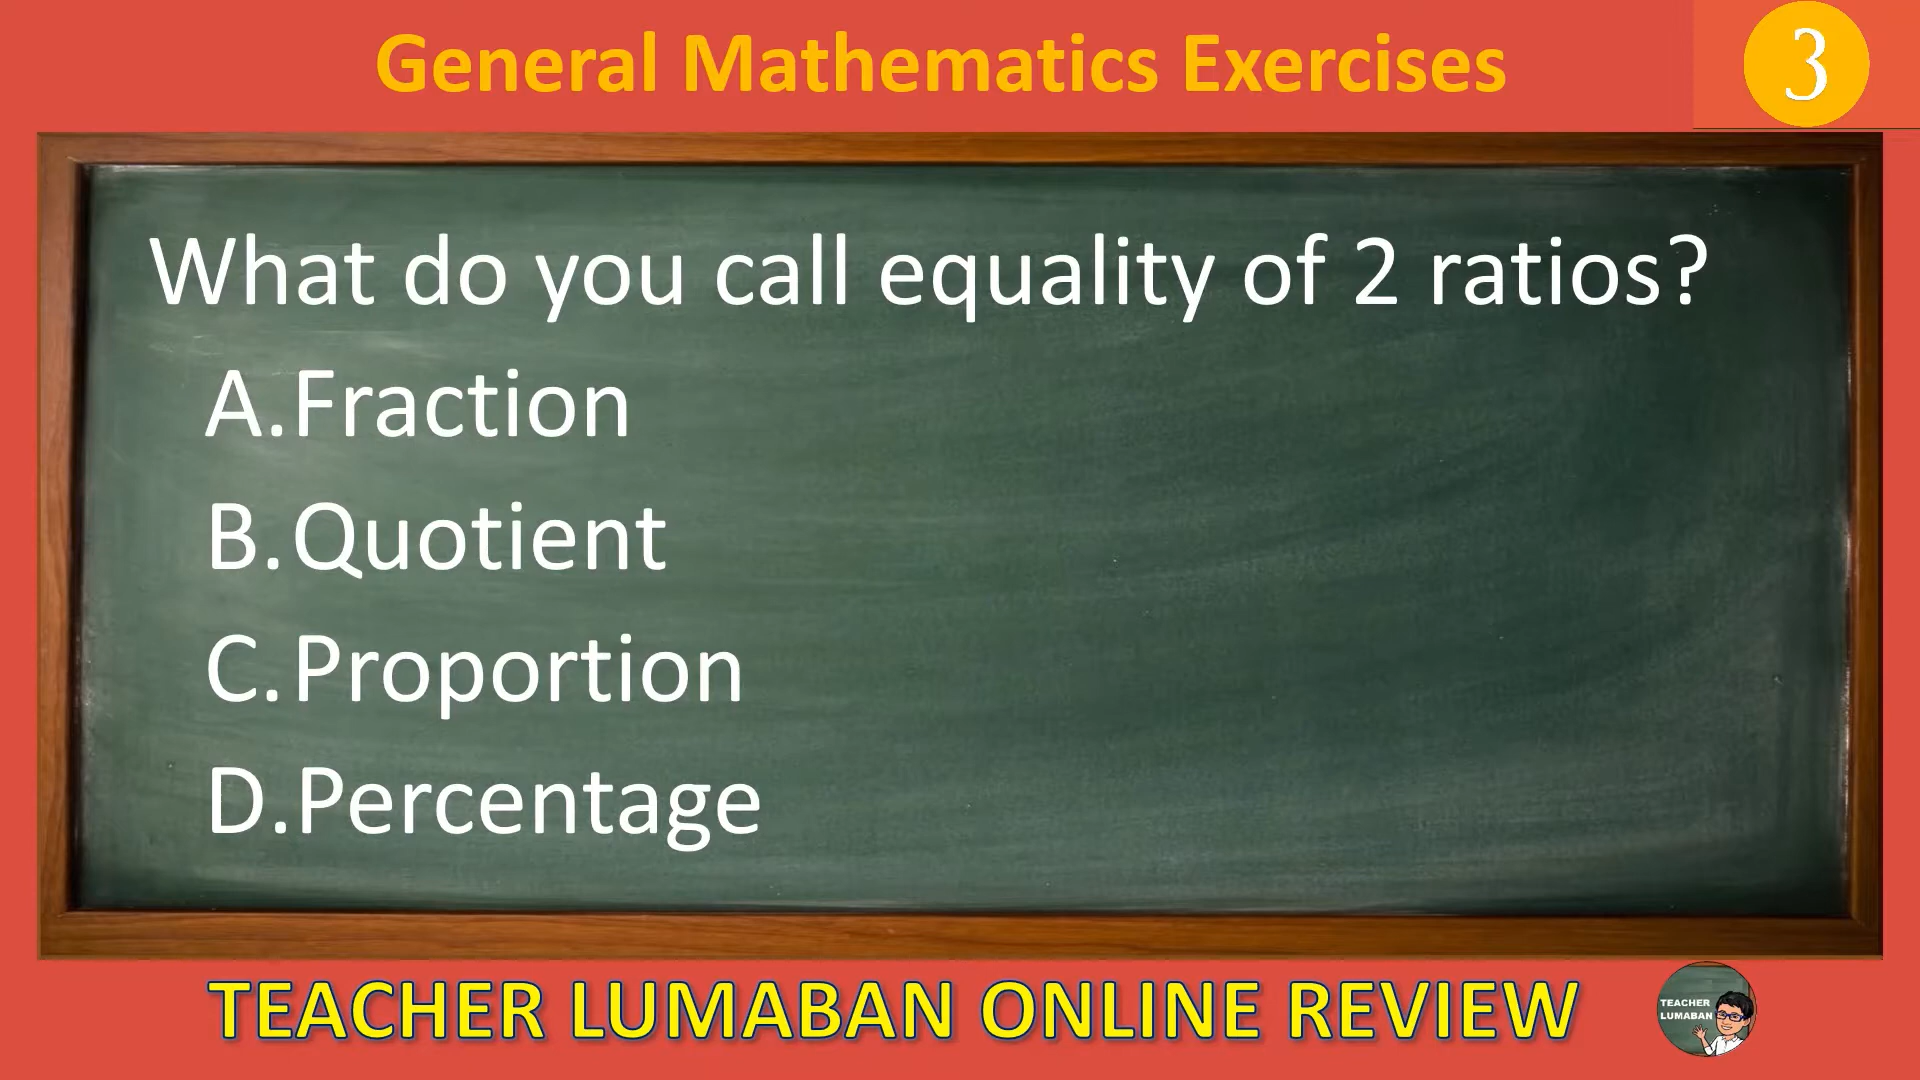 General Mathematics Exercises
3
What do you call equality of 2 ratios?
A.Fraction
B.Quotient
C.Proportion
D.Percentage
TEACHER LUMABAN ONLINE REVIEW
TEACHER
LUMABAN